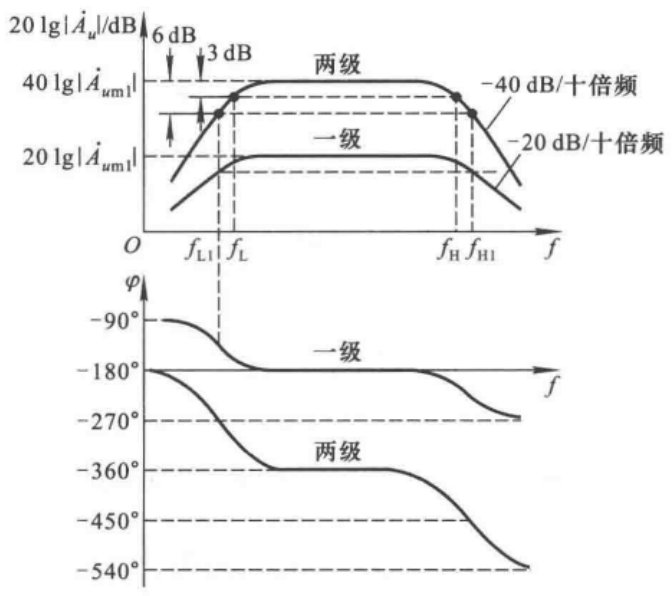 20 lg|Ȧu|/dB
6 dB
3 dB
两级
40 lg|Ȧum1|
-40 dB/十倍频
一级
-20 dB/十倍频
20 lg|Ȧum1|
O
fL1
fL
fH
fH1
f
φ
-90°
一级
-180°
f
-270°
两级
-360°
-450°
-540°